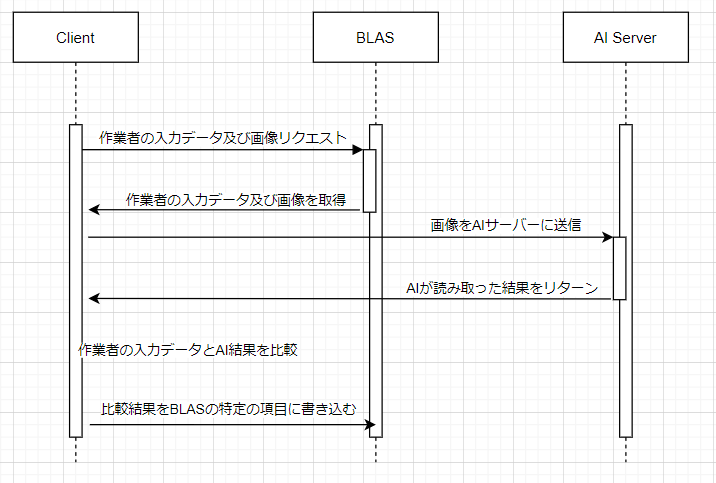 Client
BLAS
AI Server
作業者の入力データ及び画像リクエスト
作業者の入力データ及び画像を取得
画像をAIサーバーに送信
AIが読み取った結果をリターン
作業者の入力データとAI結果を比較
比較結果をBLASの特定の項目に書き込む